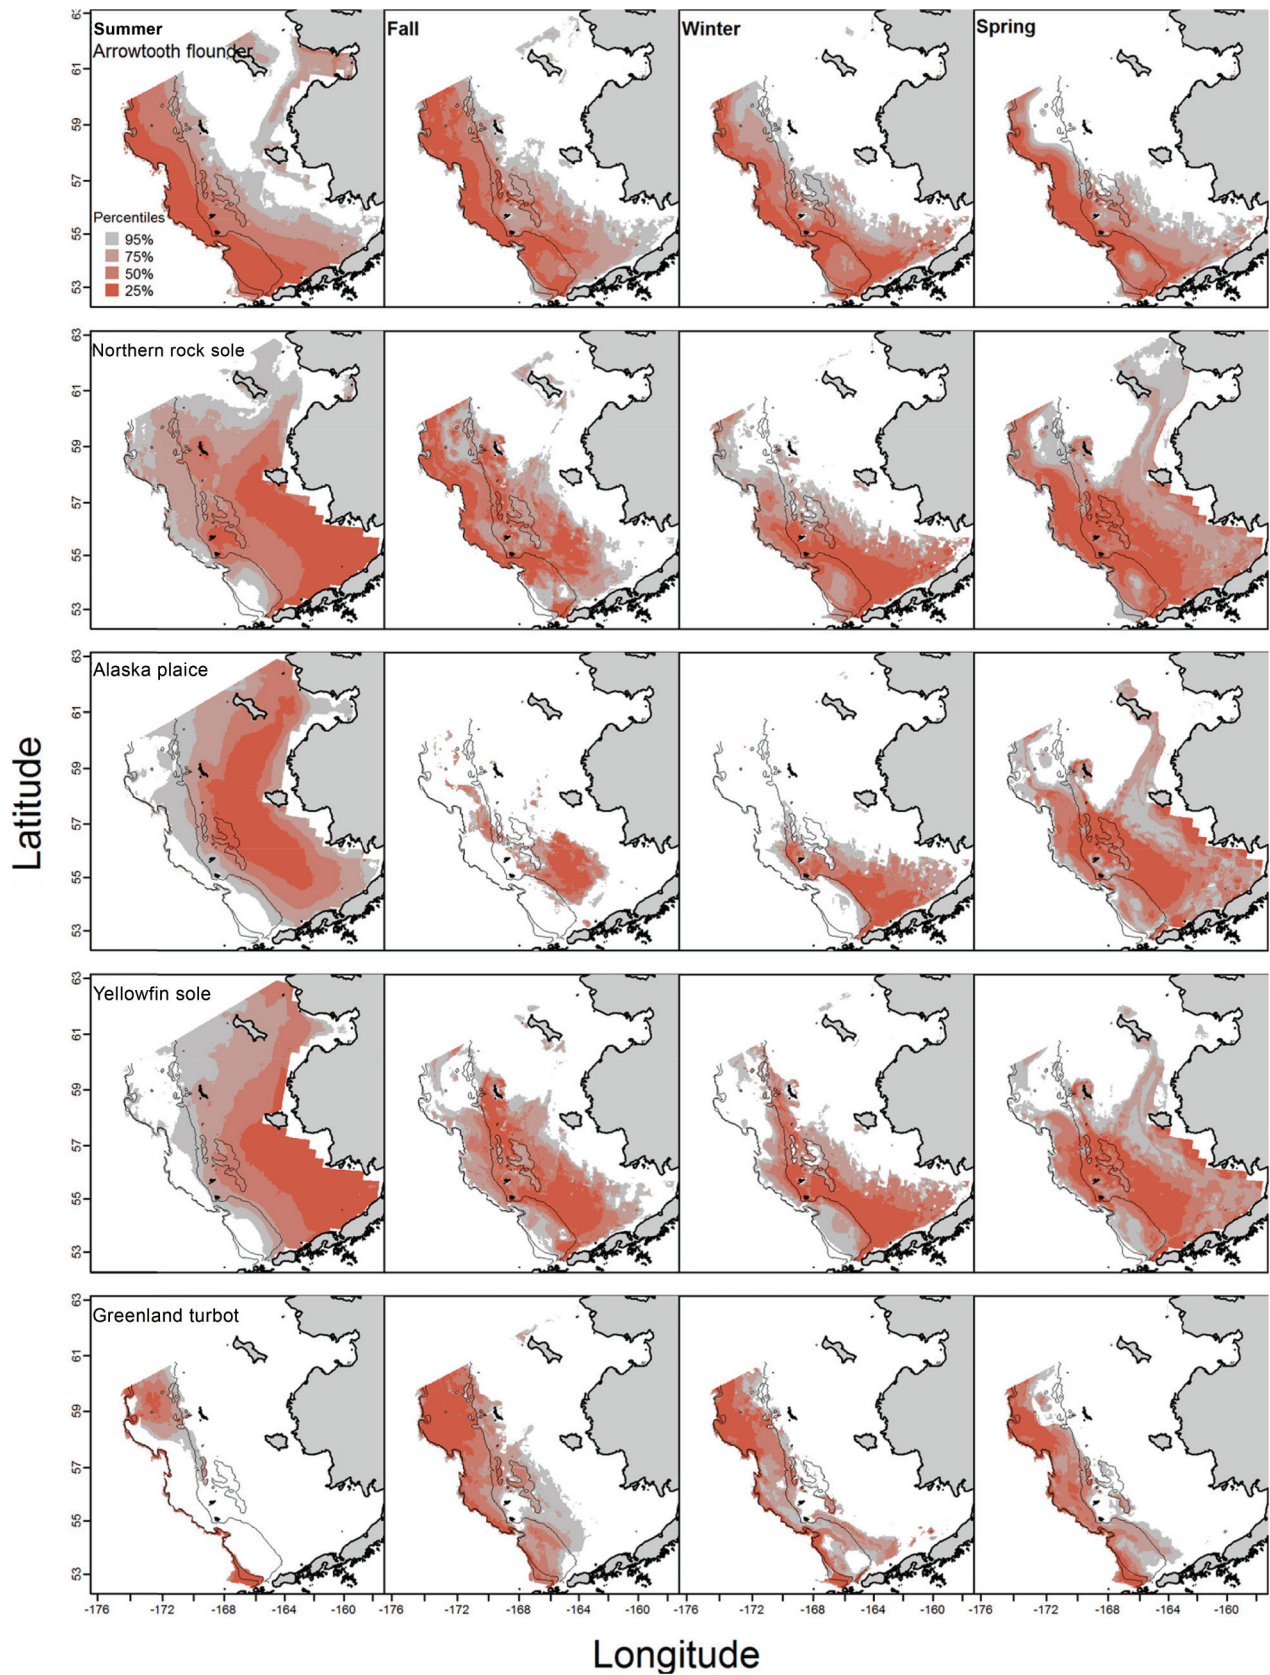 Summer
Fall
Winter
Spring
Arrowtooth flounder
Percentiles
95%
75%
50%
25%
63
61
59
57
55
53
Northern rock sole
63
61
59
57
55
53
Alaska plaice
63
61
59
57
55
53
Yellowfin sole
63
61
59
57
55
53
Greenland turbot
63
61
59
57
55
53
Latitude
-176 -172 -168 -164 -160 -176 -172 -168 -164 -160 -176 -172 -168 -164 -160 -176 -172 -168 -164 -160
Longitude